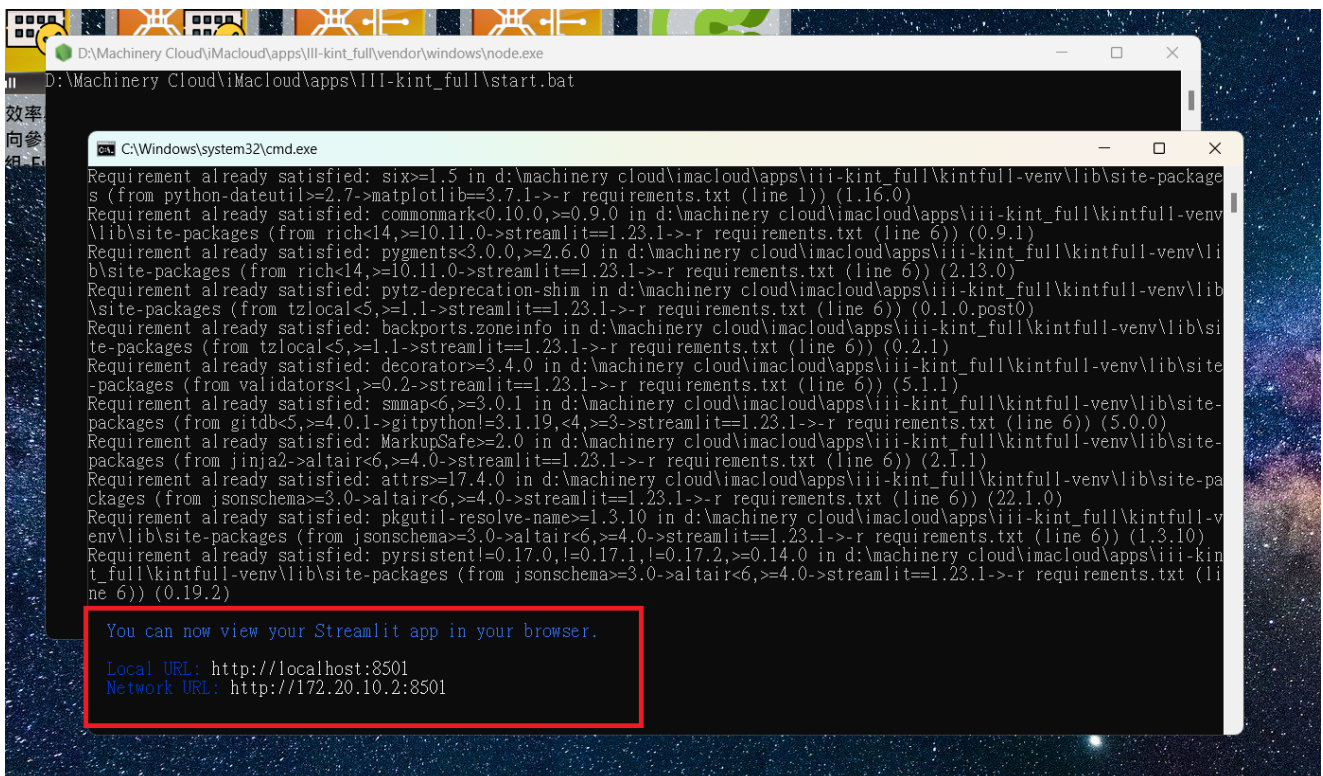 D:\Machinery Cloud\iMacloud\apps\III-kint_full\vendor\windows\node.exe
D:\Machinery Cloud\iMacloud\apps\III-kint_full\start.bat
效率
向參
C:\Windows\system32\cmd.exe
Requirement already satisfied: six>=1.5 in d:\machinery cloud\imacloud\apps\iii-kint_full\kintfull-venv\lib\site-package
s (from python-dateutil>=2.7->matplotlib==3.7.1->-r requirements.txt (line 1)) (1.16.0)
Requirement already satisfied: commonmark<0.10.0,>=0.9.0 in d:\machinery cloud\imacloud\apps\iii-kint_full\kintfull-venv
\lib\site-packages (from rich<14,>=10.11.0->streamlit==1.23.1->-r requirements.txt (line 6)) (0.9.1)
Requirement already satisfied: pygments<3.0.0,>=2.6.0 in d:\machinery cloud\imacloud\apps\iii-kint_full\kintfull-venv\li
b\site-packages (from rich<14,>=10.11.0->streamlit==1.23.1->-r requirements.txt (line 6)) (2.13.0)
Requirement already satisfied: pytz-deprecation-shim in d:\machinery cloud\imacloud\apps\iii-kint_full\kintfull-venv\lib
\site-packages (from tzlocal<5,>=1.1->streamlit==1.23.1->-r requirements.txt (line 6)) (0.1.0.post0)
Requirement already satisfied: backports.zoneinfo in d:\machinery cloud\imacloud\apps\iii-kint_full\kintfull-venv\lib\si
te-packages (from tzlocal<5,>=1.1->streamlit==1.23.1->-r requirements.txt (line 6)) (0.2.1)
Requirement already satisfied: decorator>=3.4.0 in d:\machinery cloud\imacloud\apps\iii-kint_full\kintfull-venv\lib\site
-packages (from validators<1,>=0.2->streamlit==1.23.1->-r requirements.txt (line 6)) (5.1.1)
Requirement already satisfied: smmap<6,>=3.0.1 in d:\machinery cloud\imacloud\apps\iii-kint_full\kintfull-venv\lib\site-
packages (from gitdb<5,>=4.0.1->gitpython!=3.1.19,<4,>=3->streamlit==1.23.1->-r requirements.txt (line 6)) (5.0.0)
Requirement already satisfied: MarkupSafe>=2.0 in d:\machinery cloud\imacloud\apps\iii-kint_full\kintfull-venv\lib\site-
packages (from jinja2->altair<6,>=4.0->streamlit==1.23.1->-r requirements.txt (line 6)) (2.1.1)
Requirement already satisfied: attrs>=17.4.0 in d:\machinery cloud\imacloud\apps\iii-kint_full\kintfull-venv\lib\site-pa
ckages (from jsonschema>=3.0->altair<6,>=4.0->streamlit==1.23.1->-r requirements.txt (line 6)) (22.1.0)
Requirement already satisfied: pkgutil-resolve-name>=1.3.10 in d:\machinery cloud\imacloud\apps\iii-kint_full\kintfull-v
env\lib\site-packages (from jsonschema>=3.0->altair<6,>=4.0->streamlit==1.23.1->-r requirements.txt (line 6)) (1.3.10)
Requirement already satisfied: pyrsistent!=0.17.0,!=0.17.1,!=0.17.2,>=0.14.0 in d:\machinery cloud\imacloud\apps\iii-kin
t_full\kintfull-venv\lib\site-packages (from jsonschema>=3.0->altair<6,>=4.0->streamlit==1.23.1->-r requirements.txt (li
ne 6)) (0.19.2)
You can now view your Streamlit app in your browser.
Local URL: http://localhost:8501
Network URL: http://172.20.10.2:8501